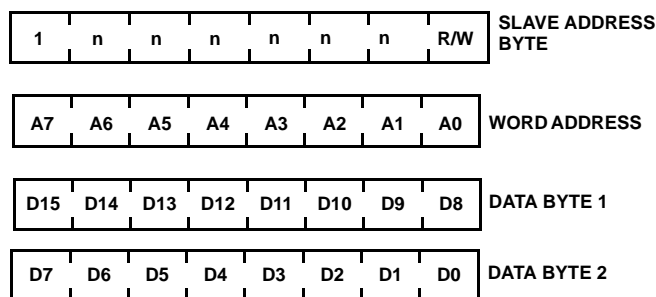 1 n n n n n n R/W SLAVE ADDRESS
BYTE
A7 A6 A5 A4 A3 A2 A1 A0 WORD ADDRESS
D15 D14 D13 D12 D11 D10 D9 D8 DATA BYTE 1
D7 D6 D5 D4 D3 D2 D1 D0 DATA BYTE 2